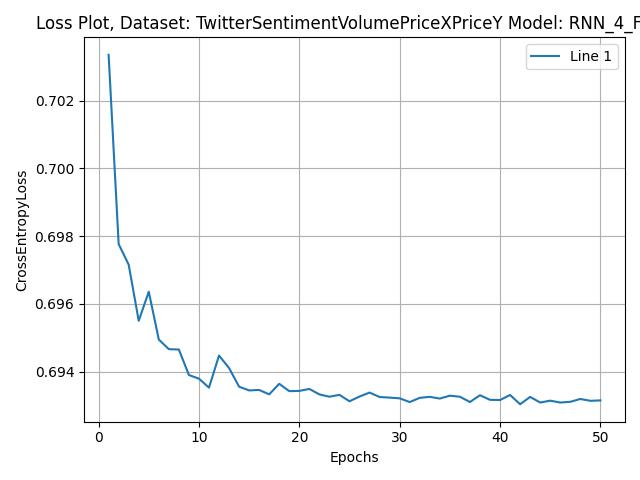 Loss Plot, Dataset: TwitterSentimentVolumePriceXPriceY Model: RNN_4_F
Line 1
0.702
0.700
0.698
0.696
0.694
CrossEntropyLoss
0 10 20 30 40 50
Epochs